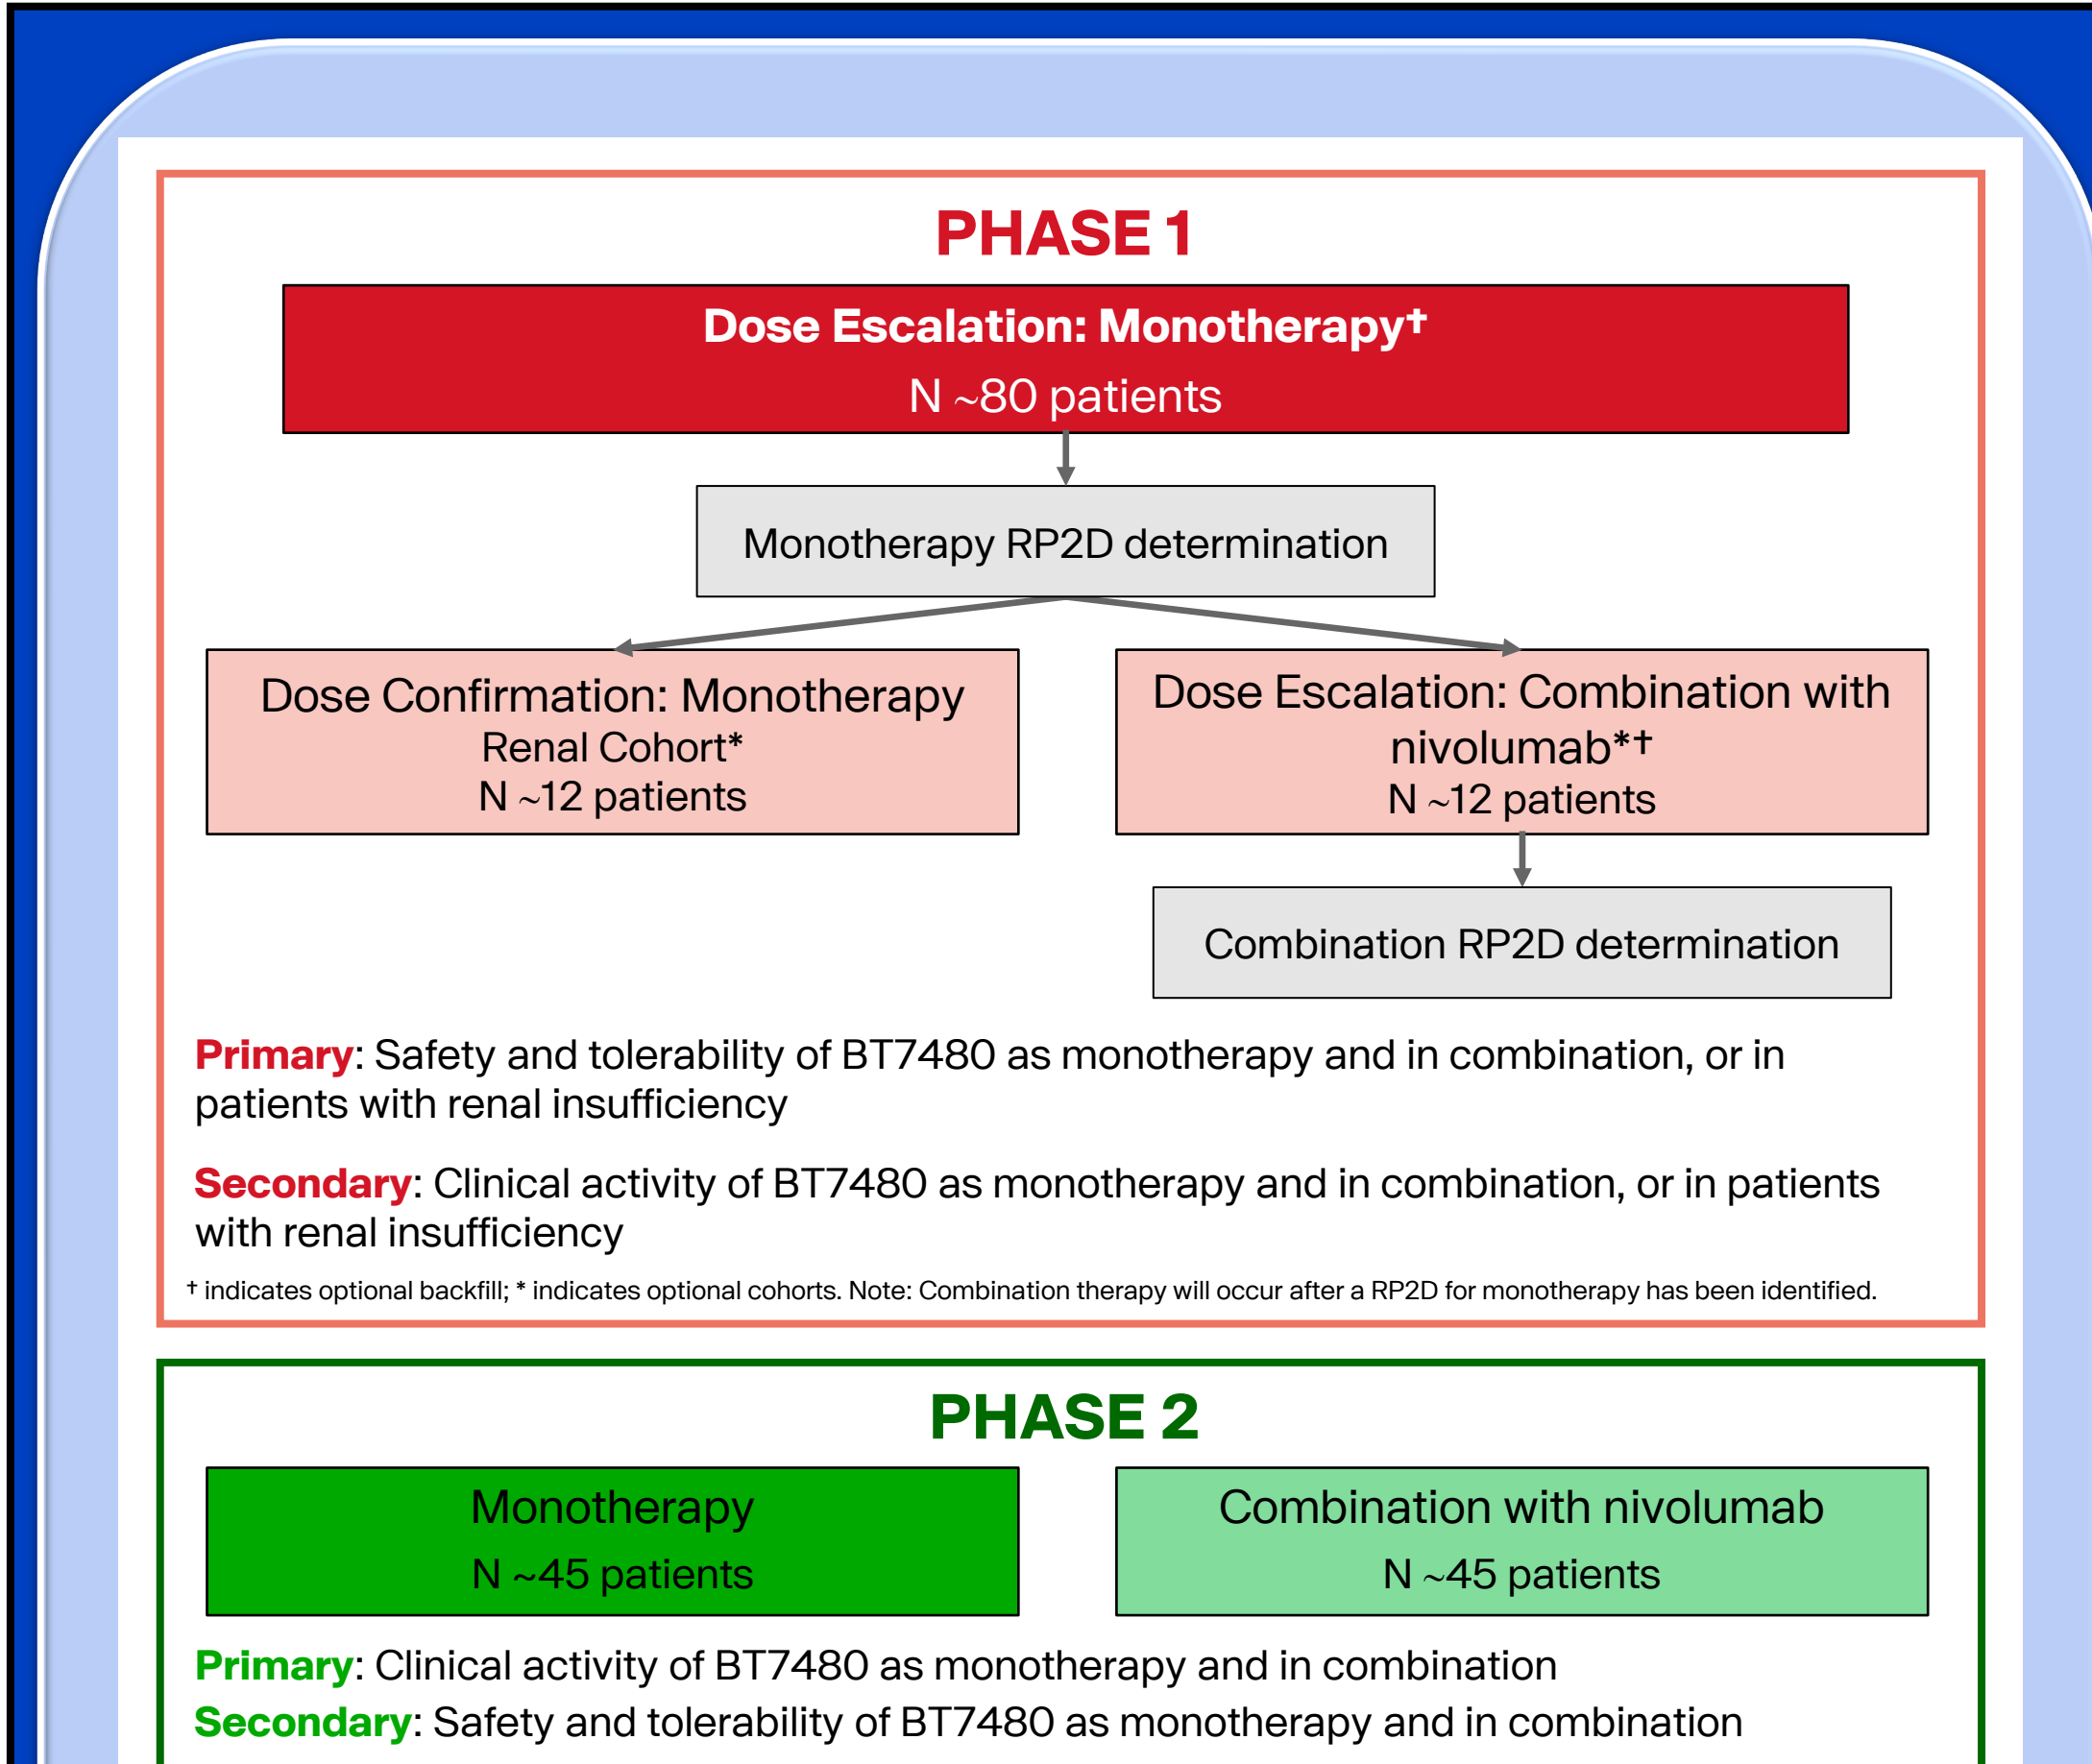 PHASE 1
Dose Escalation: Monotherapy†
N ~80 patients
Monotherapy RP2D determination
Dose Confirmation: Monotherapy
Renal Cohort*
N ~12 patients
Dose Escalation: Combination with
nivolumab*†
N ~12 patients
Combination RP2D determination
Primary: Safety and tolerability of BT7480 as monotherapy and in combination, or in
patients with renal insufficiency
Secondary: Clinical activity of BT7480 as monotherapy and in combination, or in patients
with renal insufficiency
† indicates optional backfill; * indicates optional cohorts. Note: Combination therapy will occur after a RP2D for monotherapy has been identified.
PHASE 2
Monotherapy
N ~45 patients
Combination with nivolumab
N ~45 patients
Primary: Clinical activity of BT7480 as monotherapy and in combination
Secondary: Safety and tolerability of BT7480 as monotherapy and in combination